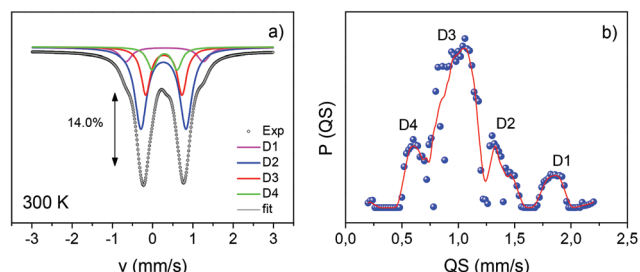 a)
14.0%
Exp
D1
D2
D3
D4
fit
300 K
-3 -2 -1 0 1 2 3
v (mm/s)
b)
P (QS)
D3
D4
D2
D1
0,0 0,5 1,0 1,5 2,0 2,5
QS (mm/s)